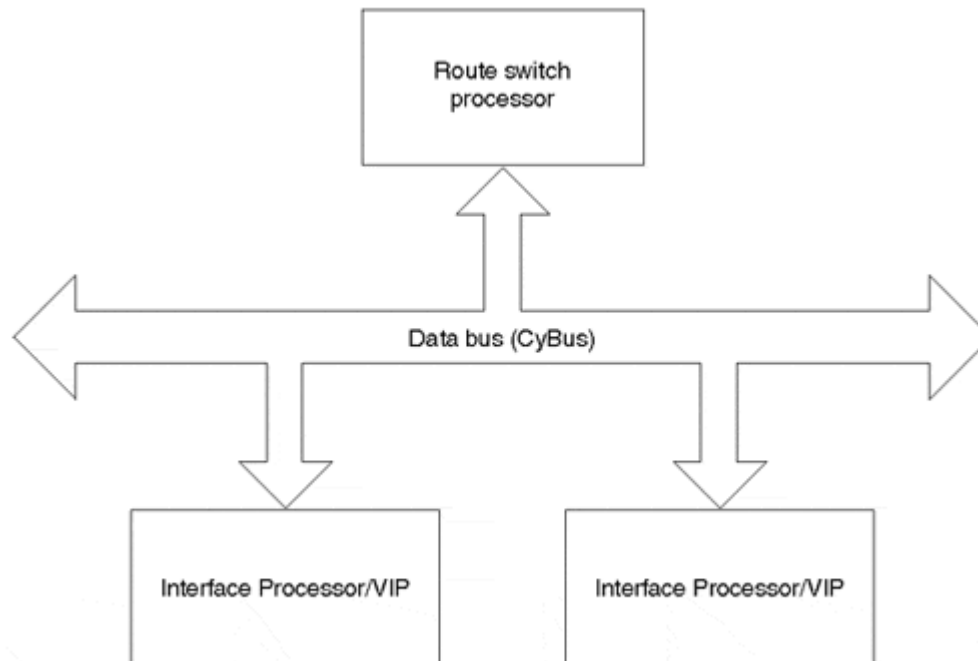 Route switch
processor
Data bus (CyBus)
Interface Processor/VIP
Interface Processor/VIP